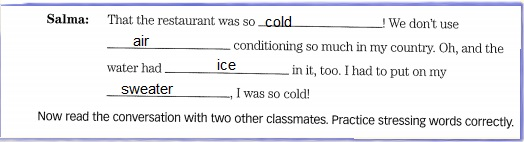 Salma: That the restaurant was so cold! We don't use
air conditioning so much in my country. Oh, and the
water had ice in it, too. I had to put on my
sweater, I was so cold!
Now read the conversation with two other classmates. Practice stressing words correctly.